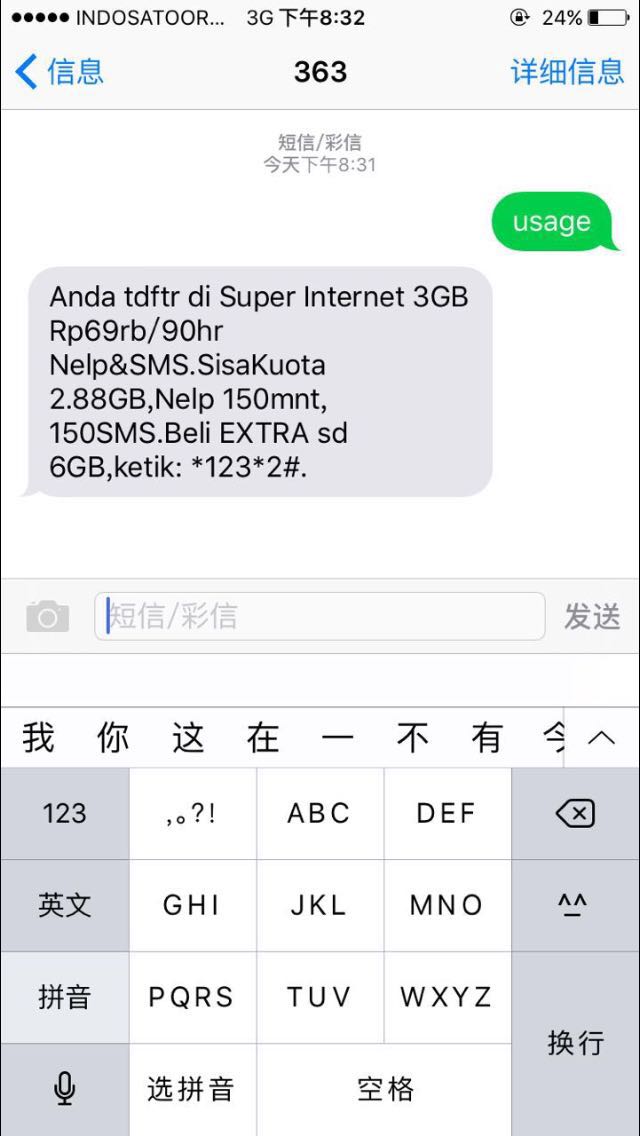 INDOSATOOR... 3G 下午8:32 24%
信息 363 详细信息
短信/彩信
今天下午8:31
usage
Anda tdftr di Super Internet 3GB
Rp69rb/90hr
Nelp&SMS.SisaKuota
2.88GB,Nelp 150mnt,
150SMS.Beli EXTRA sd
6GB,ketik: *123*2#.
短信/彩信 发送
我 你 这 在 一 不 有 今
123 ,。?! ABC DEF
英文 GHI JKL MNO ^^
拼音 PQRS TUV WXYZ
换行
选拼音 空格